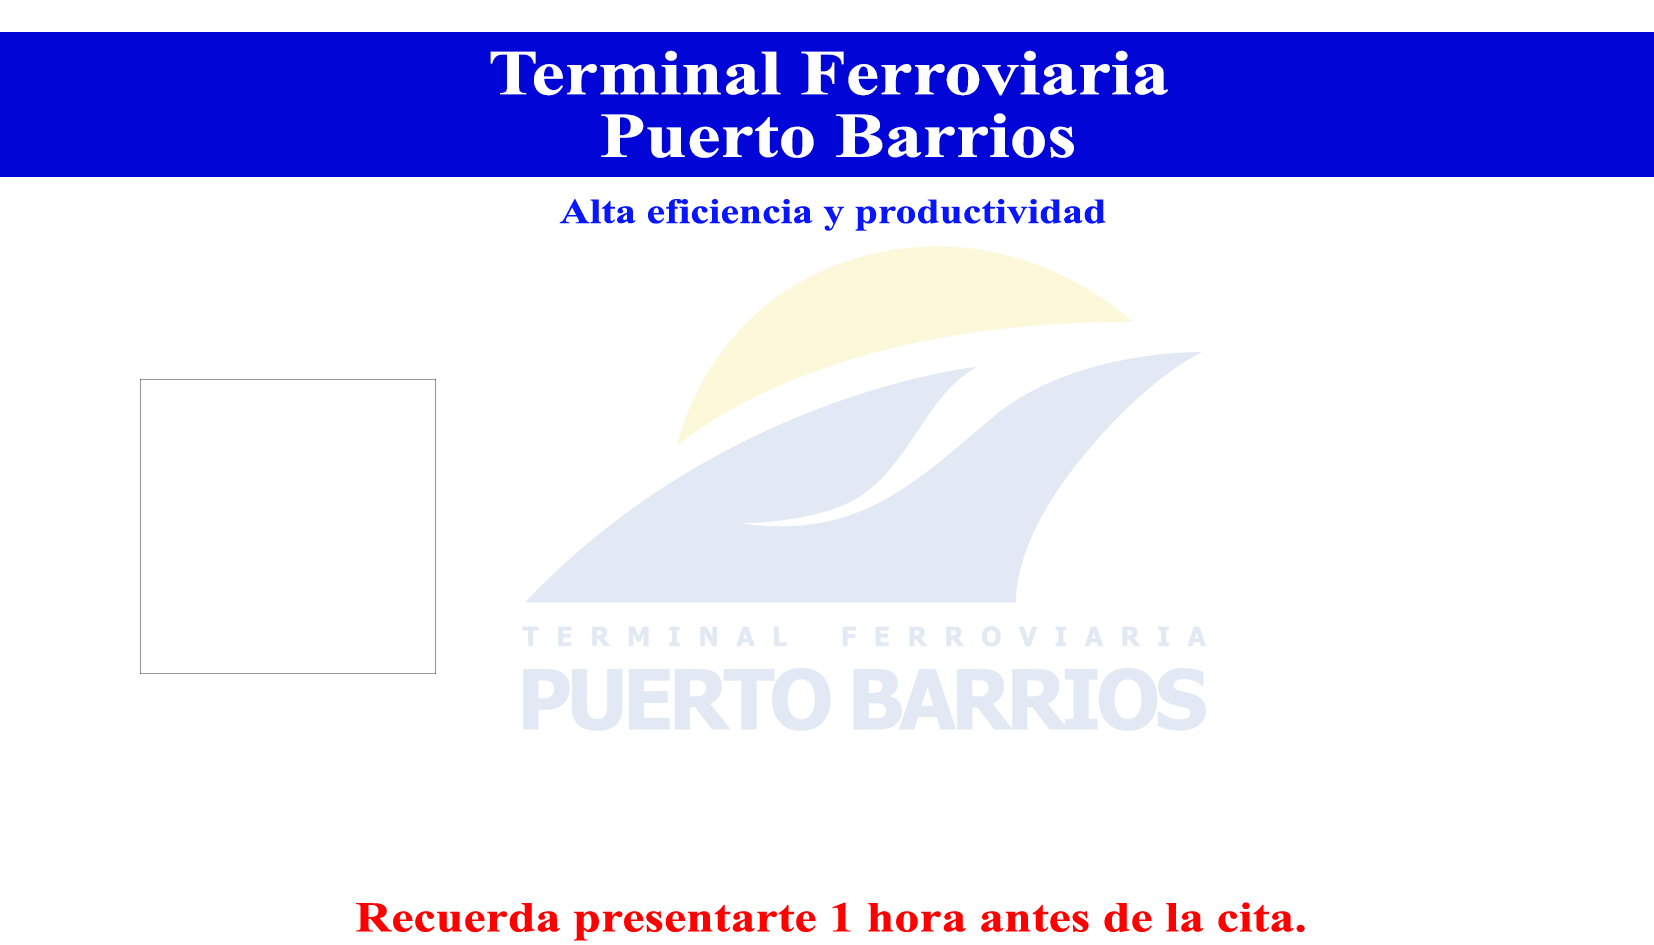 Terminal Ferroviaria
Puerto Barrios
Alta eficiencia y productividad
TERMINAL FERROVIARIA
PUERTO BARRIOS
Recuerda presentarte 1 hora antes de la cita.